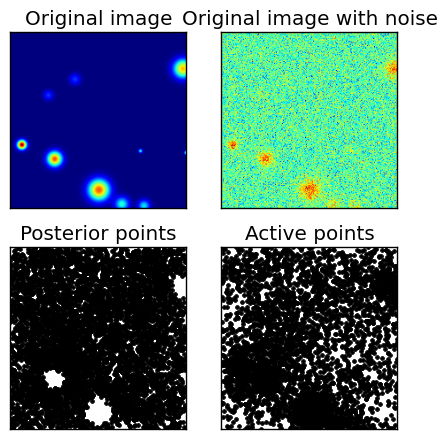 Original image
Original image with noise
Posterior points
Active points